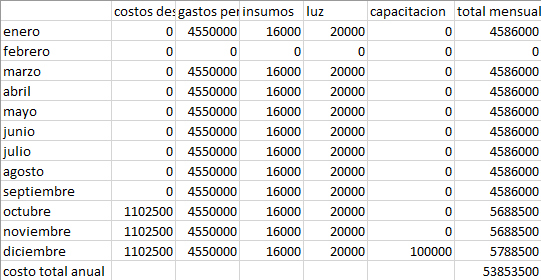 costos des gastos per insumos luz capacitacion total mensual
enero 0 4550000 16000 20000 0 4586000
febrero 0 0 0 0 0 0
marzo 0 4550000 16000 20000 0 4586000
abril 0 4550000 16000 20000 0 4586000
mayo 0 4550000 16000 20000 0 4586000
junio 0 4550000 16000 20000 0 4586000
julio 0 4550000 16000 20000 0 4586000
agosto 0 4550000 16000 20000 0 4586000
septiembre 0 4550000 16000 20000 0 4586000
octubre 1102500 4550000 16000 20000 0 5688500
noviembre 1102500 4550000 16000 20000 0 5688500
diciembre 1102500 4550000 16000 20000 100000 5788500
costo total anual 53853500